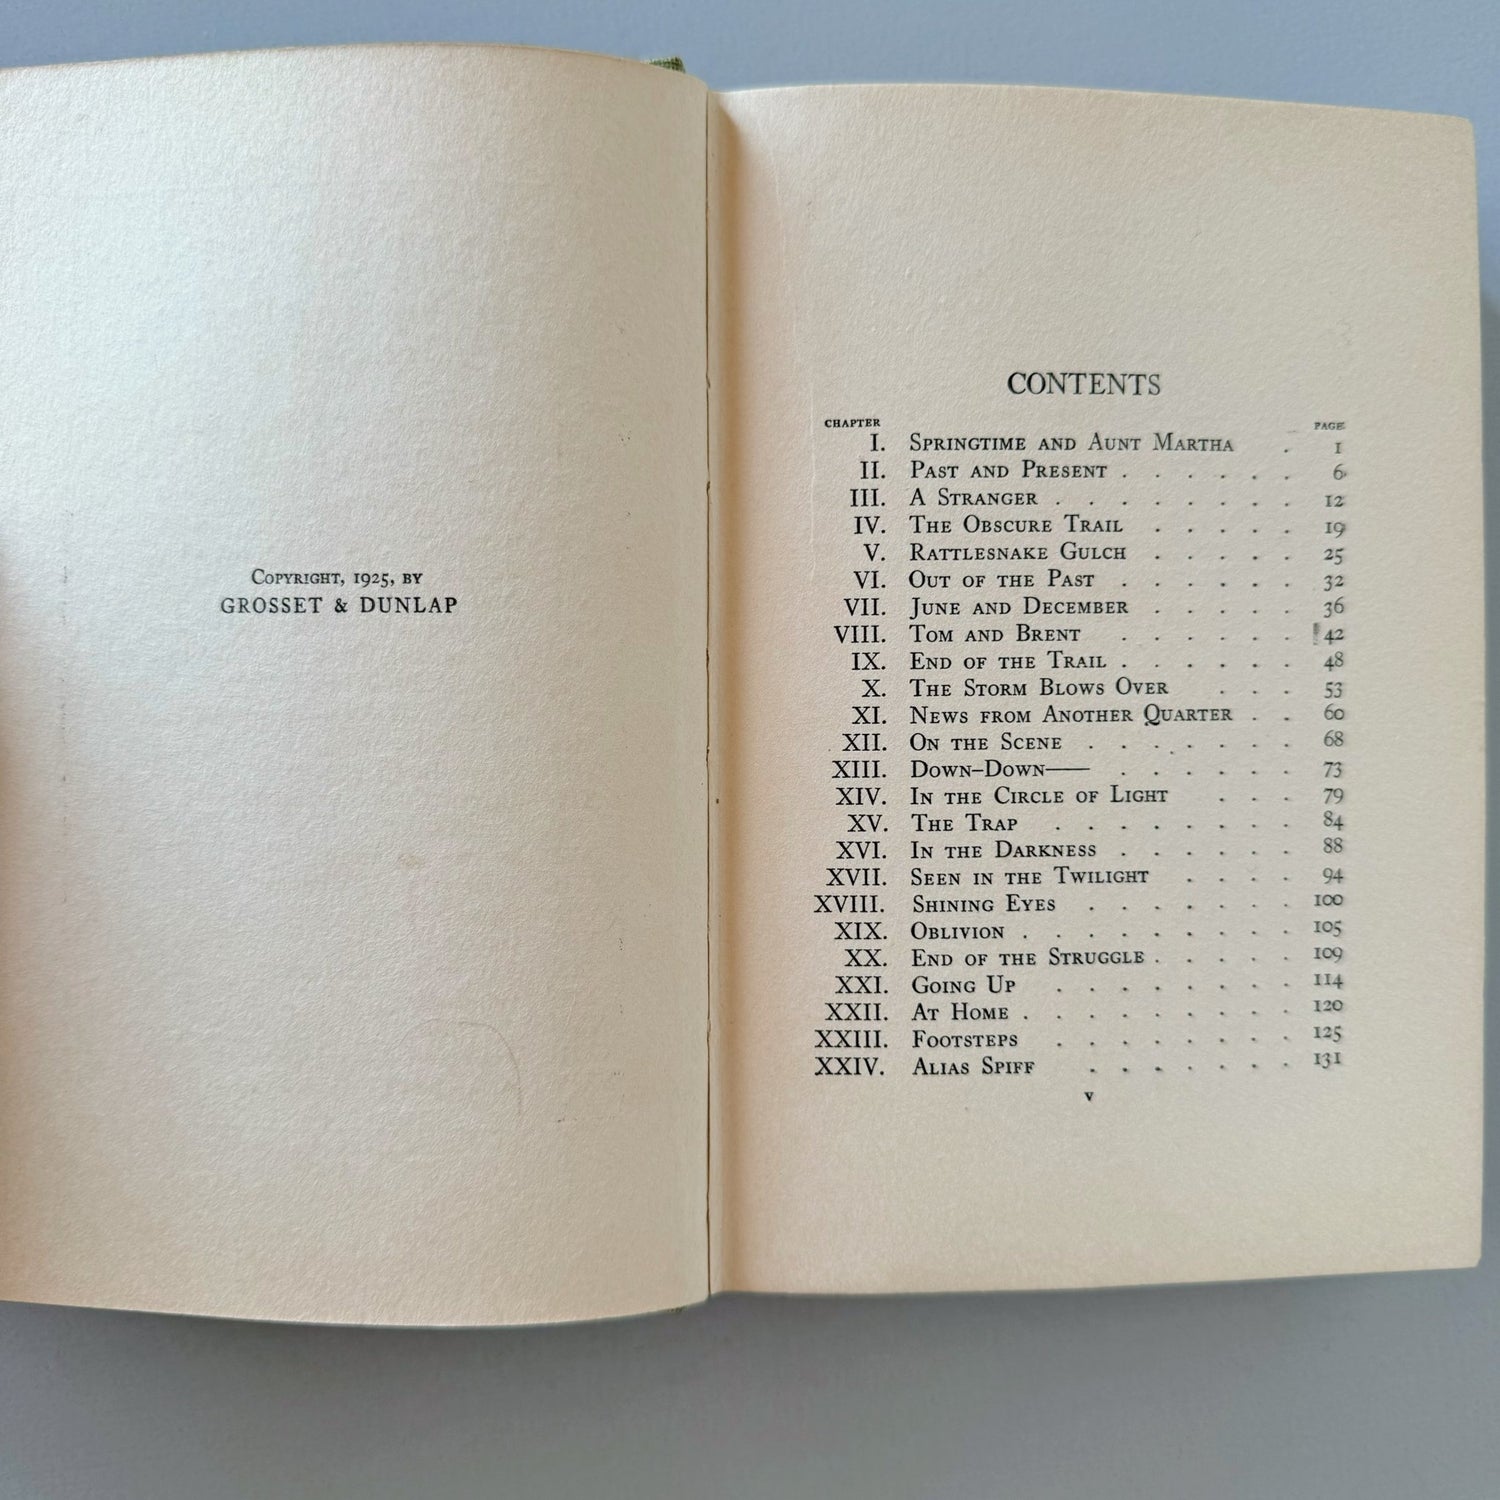 Copyright, 1925, by
GROSSET & DUNLAP
CONTENTS
CHAPTER PAGE
I. Springtime and Aunt Martha . 1
II. Past and Present . . . . . . 6
III. A Stranger . . . . . . . . 12
IV. The Obscure Trail . . . . . 19
V. Rattlesnake Gulch . . . . . 25
VI. Out of the Past . . . . . . 32
VII. June and December . . . . . 36
VIII. Tom and Brent . . . . . . 42
IX. End of the Trail . . . . . . 48
X. The Storm Blows Over . . . 53
XI. News from Another Quarter . . 60
XII. On the Scene . . . . . . . 68
XIII. Down–Down—— . . . . . . 73
XIV. In the Circle of Light . . . 79
XV. The Trap . . . . . . . . 84
XVI. In the Darkness . . . . . . 88
XVII. Seen in the Twilight . . . . 94
XVIII. Shining Eyes . . . . . . . 100
XIX. Oblivion . . . . . . . . . 105
XX. End of the Struggle . . . . . 109
XXI. Going Up . . . . . . . . 114
XXII. At Home . . . . . . . . . 120
XXIII. Footsteps . . . . . . . . 125
XXIV. Alias Spiff . . . . . . . 131
v